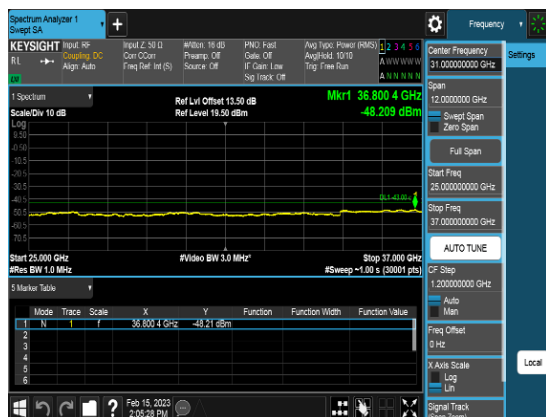 Spectrum Analyzer 1
Swept SA
Frequency
KEYSIGHT Input: RF
Coupling: DC
Align: Auto
RL
Input Z: 50 Ω
Corr CCorr
Freq Ref: Int (S)
#Atten: 16 dB
Preamp: Off
Source: Off
PNO: Fast
Gate: Off
IF Gain: Low
Sig Track: Off
Avg Type: Power (RMS)
Avg|Hold: 10/10
Trig: Free Run
1 2 3 4 5 6
A W W W W W
A N N N N N
LV
1 Spectrum
Scale/Div 10 dB
Ref Lvl Offset 13.50 dB
Ref Level 19.50 dBm
Mkr1 36.800 4 GHz
-48.209 dBm
Log
9.50
-0.5
-10.5
-20.5
-30.5
-40.5
-50.5
-60.5
-70.5
DL1 -43.00
Start 25.000 GHz
#Res BW 1.0 MHz
#Video BW 3.0 MHz*
Stop 37.000 GHz
#Sweep ~1.00 s (30001 pts)
5 Marker Table
Mode Trace Scale X Y Function Function Width Function Value
1 N 1 f 36.800 4 GHz -48.21 dBm
2
3
4
5
6
Feb 15, 2023
2:05:28 PM
Center Frequency
31.000000000 GHz
Span
12.0000000 GHz
Swept Span
Zero Span
Full Span
Start Freq
25.000000000 GHz
Stop Freq
37.000000000 GHz
AUTO TUNE
CF Step
1.200000000 GHz
Auto
Man
Freq Offset
0 Hz
X Axis Scale
Log
Lin
Signal Track
(Span Zoom)
Settings
Local